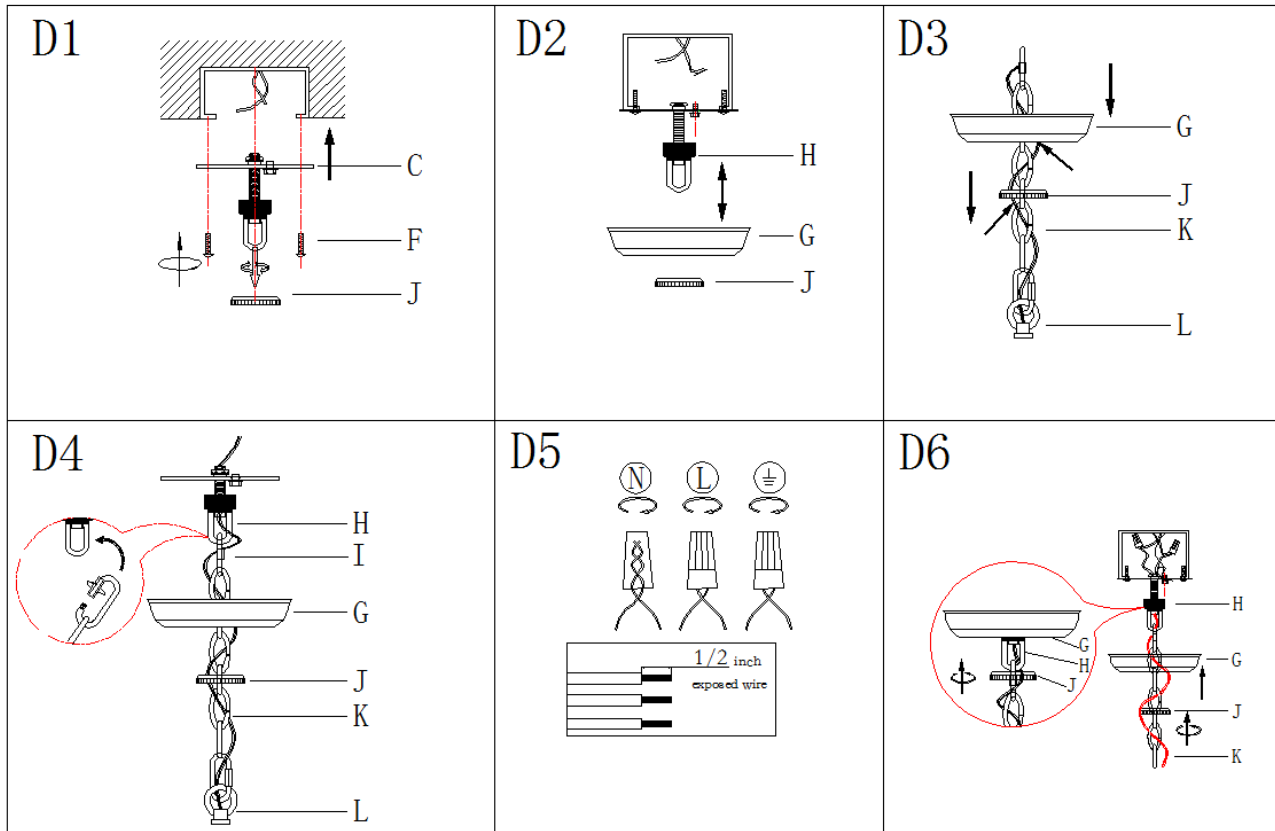 D1
C
F
J
D2
H
G
J
D3
G
J
K
L
D4
H
I
G
J
K
L
D5
N L
1/2 inch
exposed wire
D6
H
G
J
K
G
H
J